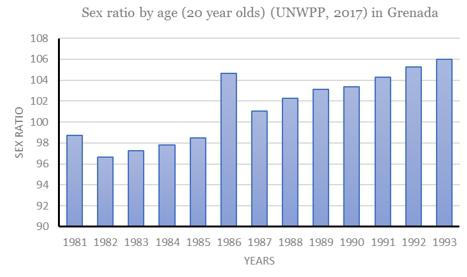 Sex ratio by age (20 year olds) (UNWPP, 2017) in Grenada
108
106
104
102
100
98
96
94
92
90
SEX RATIO
1981 1982 1983 1984 1985 1986 1987 1988 1989 1990 1991 1992 1993
YEARS